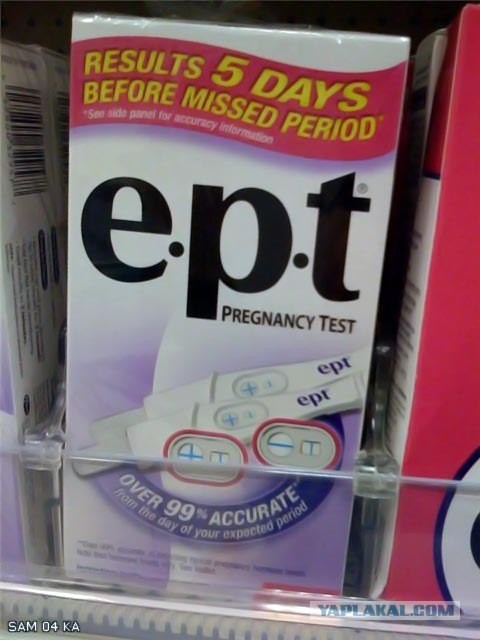 RESULTS 5 DAYS
BEFORE MISSED PERIOD*
*See side panel for accuracy information
e.p.t®
PREGNANCY TEST
ept
ept
OVER 99% ACCURATE*
from the day of your expected period
SAM 04 KA
YAPLAKAL.COM